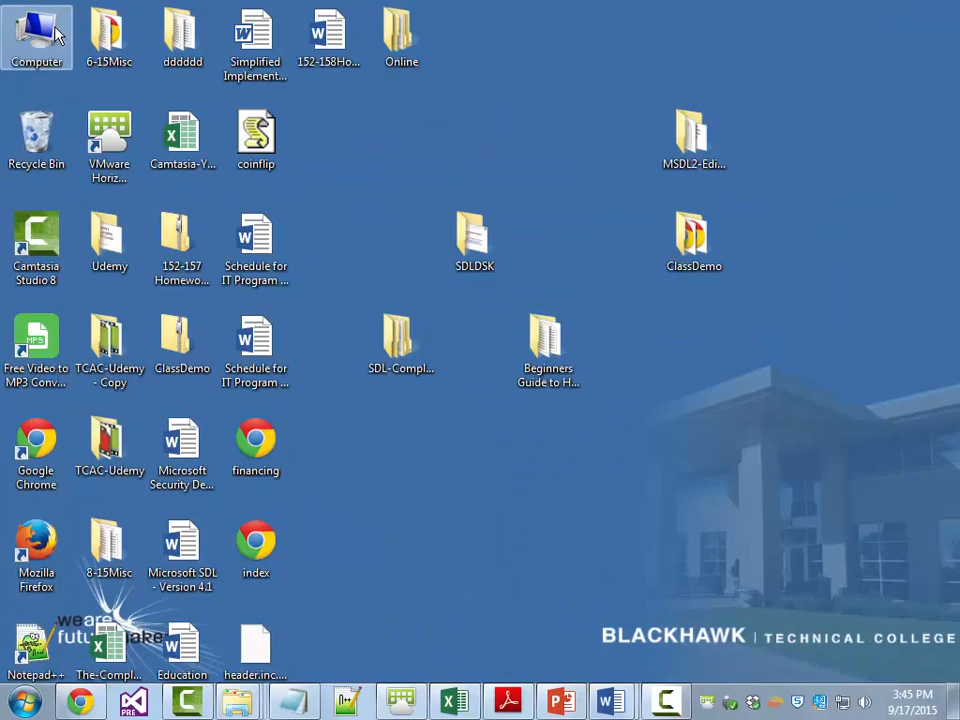 Computer
6-15Misc
dddddd
Simplified
Implement...
152-158Ho...
Online
Recycle Bin
VMware
Horiz...
Camtasia-Y...
coinflip
MSDL2-Edi...
Camtasia
Studio 8
Udemy
152-157
Homewo...
Schedule for
IT Program ...
SDLDSK
ClassDemo
Free Video to
MP3 Conv...
TCAC-Udemy
- Copy
ClassDemo
Schedule for
IT Program ...
SDL-Compl...
Beginners
Guide to H...
Google
Chrome
TCAC-Udemy
Microsoft
Security De...
financing
Mozilla
Firefox
8-15Misc
Microsoft SDL
- Version 4.1
index
we are
BLACKHAWK | TECHNICAL COLLEGE
Notepad++
The-Compl...
Education
header.inc....
3:45 PM
9/17/2015